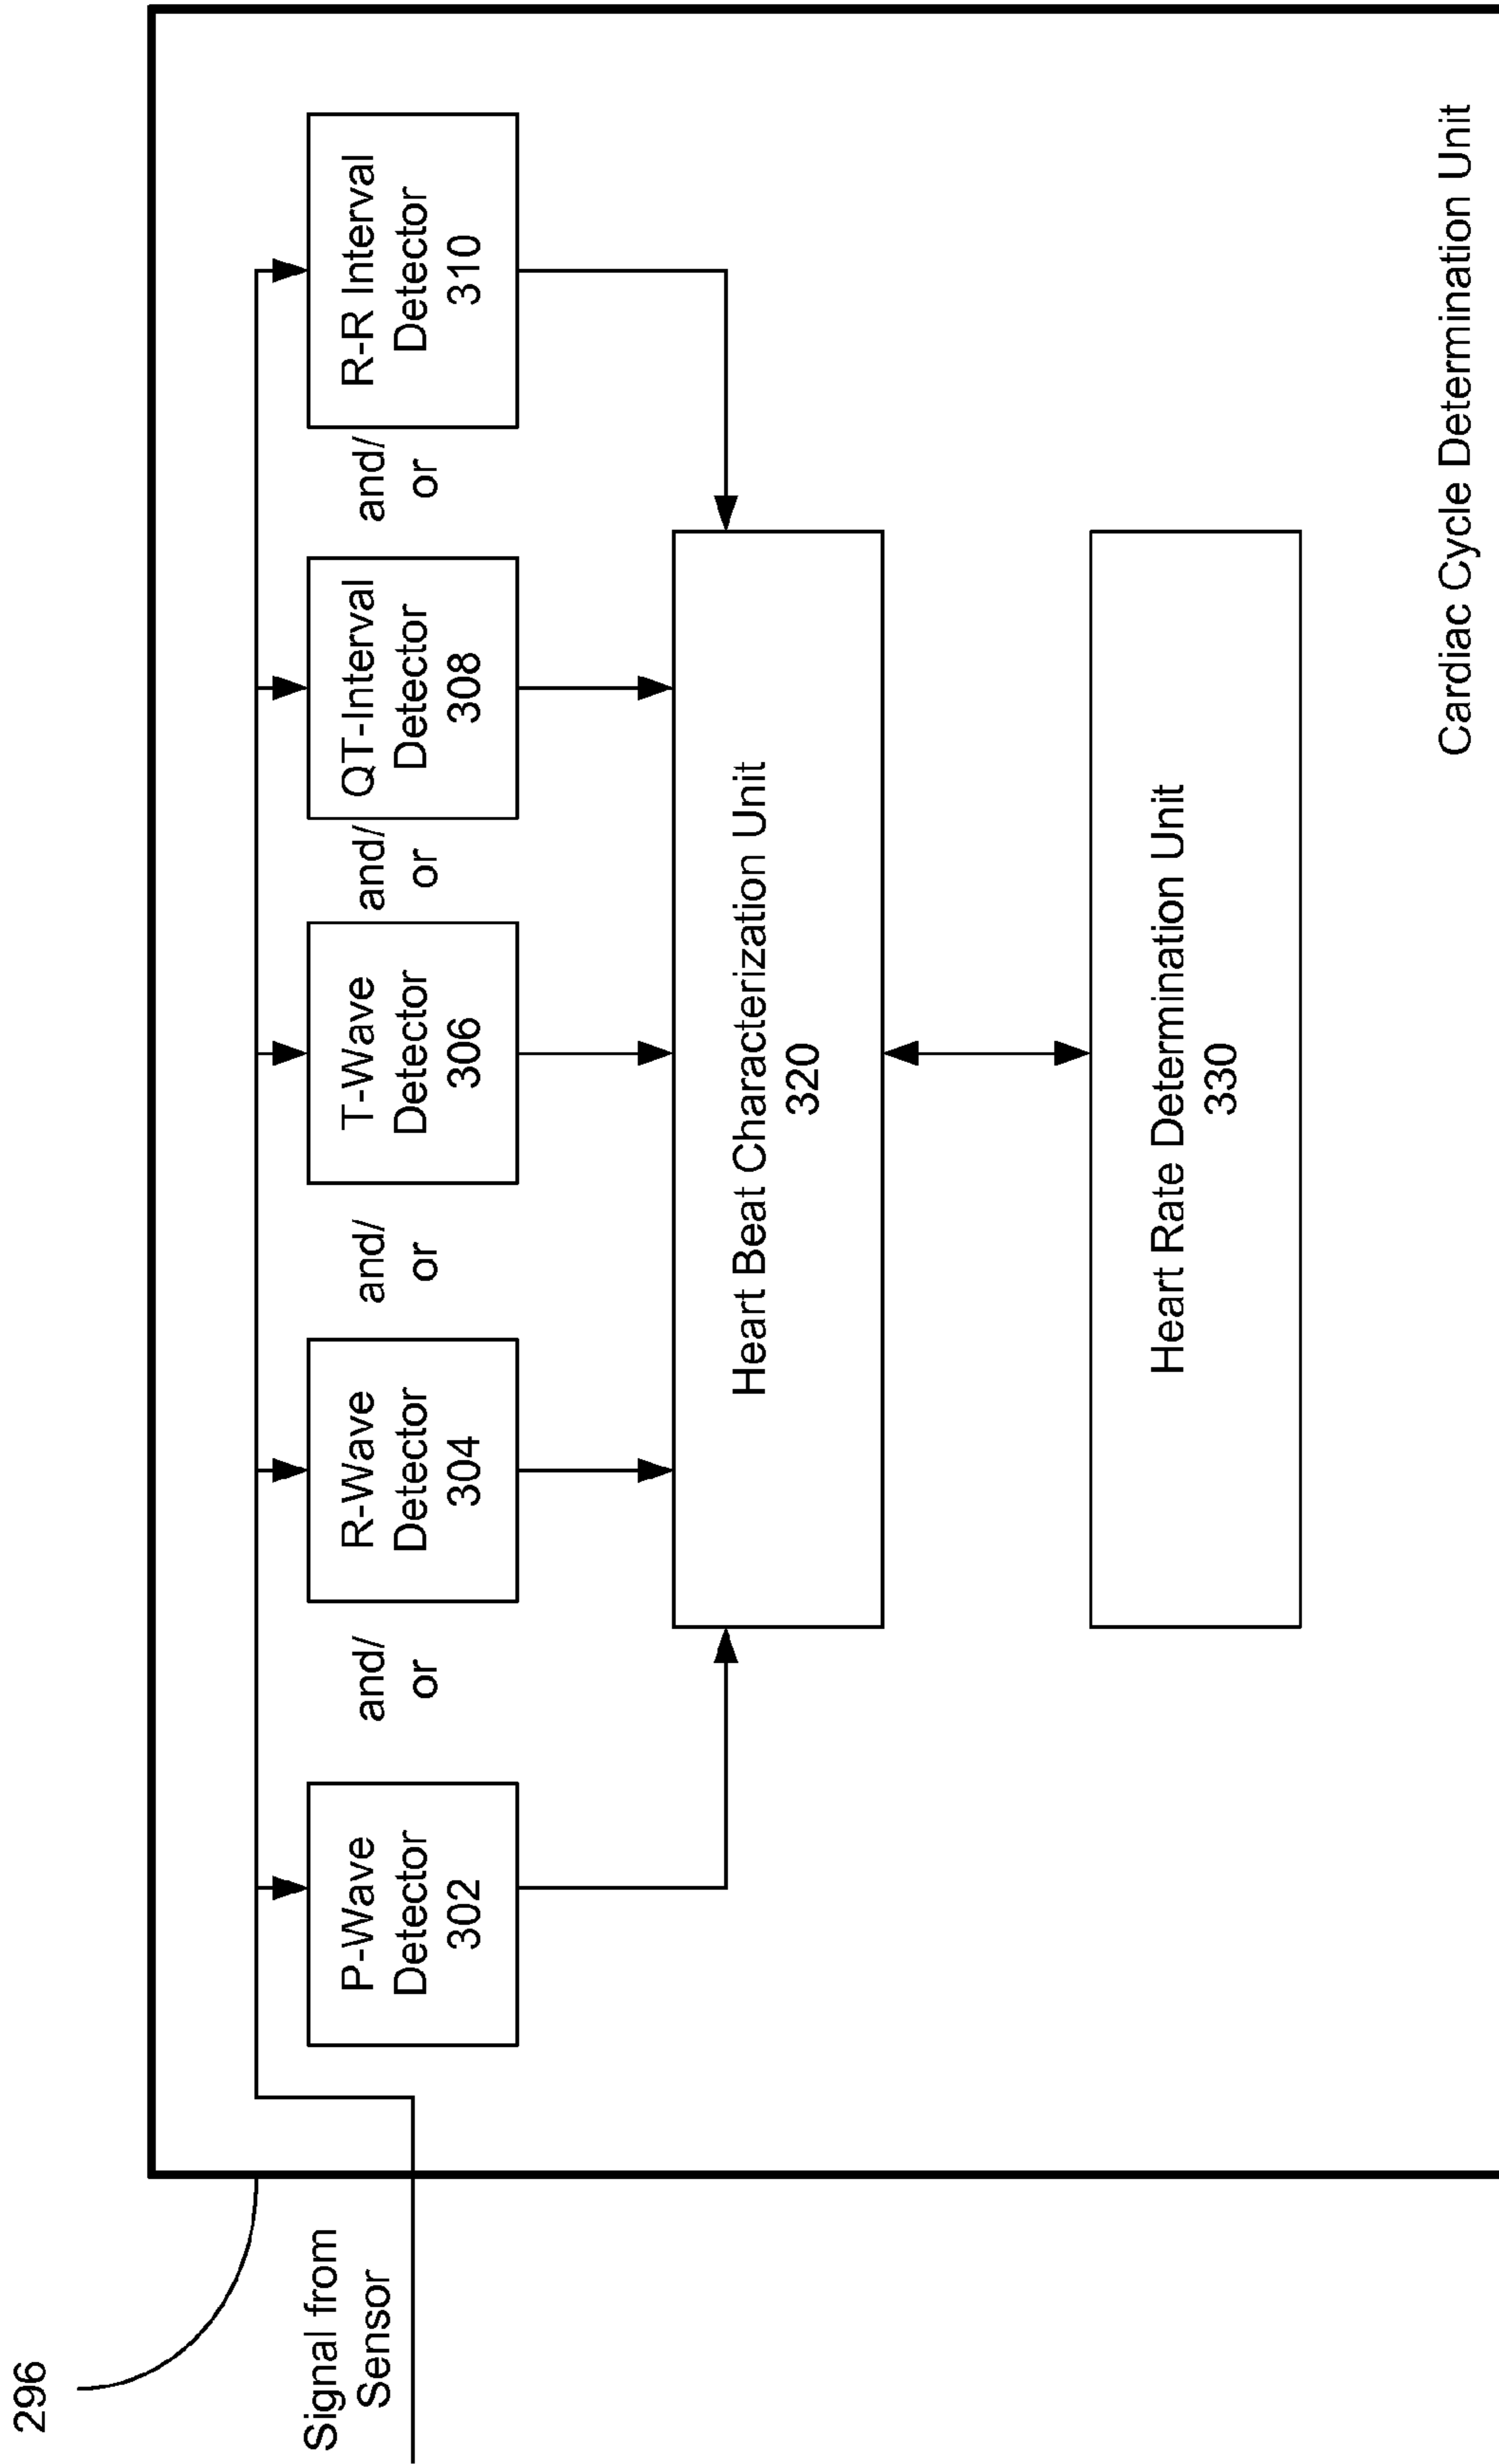 296
Signal from
Sensor
P-Wave
Detector
302
and/
or
R-Wave
Detector
304
and/
or
T-Wave
Detector
306
and/
or
QT-Interval
Detector
308
and/
or
R-R Interval
Detector
310
Heart Beat Characterization Unit
320
Heart Rate Determination Unit
330
Cardiac Cycle Determination Unit